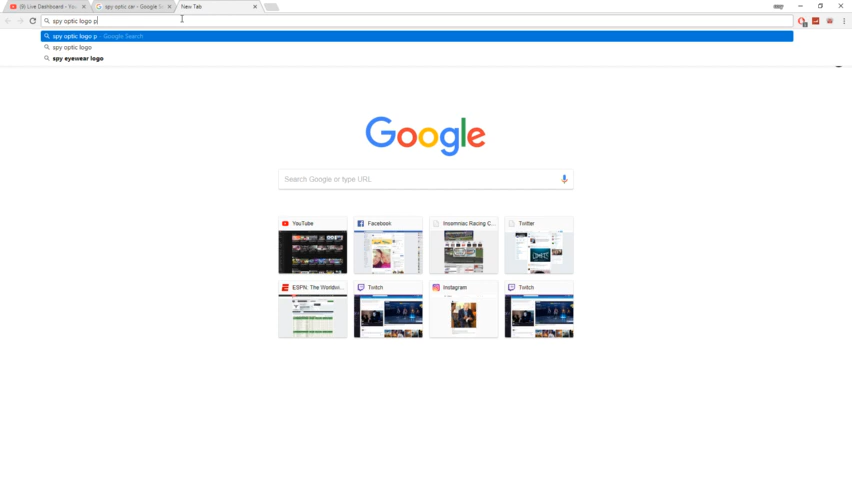 (9) Live Dashboard - You
spy optic car - Google Se
New Tab
spy optic logo p
spy optic logo p - Google Search
spy optic logo
spy eyewear logo
Google
Search Google or type URL
YouTube
Facebook
Insomniac Racing C...
Twitter
ESPN: The Worldwi...
Twitch
Instagram
Twitch